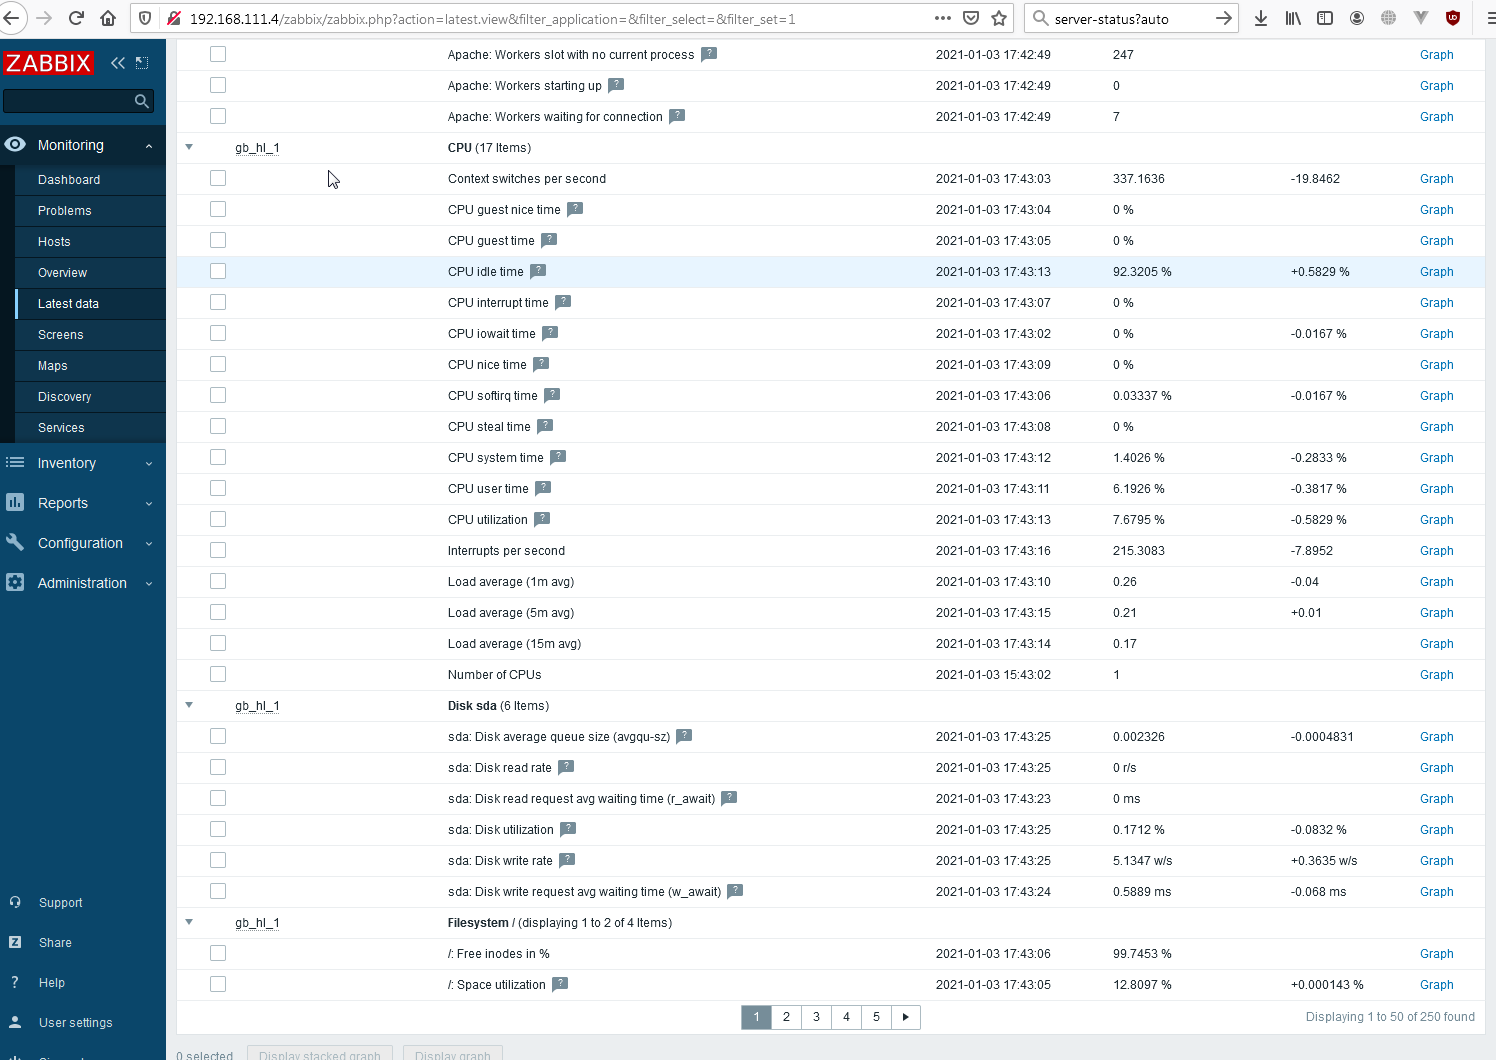 192.168.111.4/zabbix/zabbix.php?action=latest.view&filter_application=&filter_select=&filter_set=1
server-status?auto
ZABBIX
Monitoring
Dashboard
Problems
Hosts
Overview
Latest data
Screens
Maps
Discovery
Services
Inventory
Reports
Configuration
Administration
Support
Z Share
? Help
User settings
Apache: Workers slot with no current process ? 2021-01-03 17:42:49 247 Graph
Apache: Workers starting up ? 2021-01-03 17:42:49 0 Graph
Apache: Workers waiting for connection ? 2021-01-03 17:42:49 7 Graph
gb_hl_1 CPU (17 Items)
Context switches per second 2021-01-03 17:43:03 337.1636 -19.8462 Graph
CPU guest nice time ? 2021-01-03 17:43:04 0 % Graph
CPU guest time ? 2021-01-03 17:43:05 0 % Graph
CPU idle time ? 2021-01-03 17:43:13 92.3205 % +0.5829 % Graph
CPU interrupt time ? 2021-01-03 17:43:07 0 % Graph
CPU iowait time ? 2021-01-03 17:43:02 0 % -0.0167 % Graph
CPU nice time ? 2021-01-03 17:43:09 0 % Graph
CPU softirq time ? 2021-01-03 17:43:06 0.03337 % -0.0167 % Graph
CPU steal time ? 2021-01-03 17:43:08 0 % Graph
CPU system time ? 2021-01-03 17:43:12 1.4026 % -0.2833 % Graph
CPU user time ? 2021-01-03 17:43:11 6.1926 % -0.3817 % Graph
CPU utilization ? 2021-01-03 17:43:13 7.6795 % -0.5829 % Graph
Interrupts per second 2021-01-03 17:43:16 215.3083 -7.8952 Graph
Load average (1m avg) 2021-01-03 17:43:10 0.26 -0.04 Graph
Load average (5m avg) 2021-01-03 17:43:15 0.21 +0.01 Graph
Load average (15m avg) 2021-01-03 17:43:14 0.17 Graph
Number of CPUs 2021-01-03 15:43:02 1 Graph
gb_hl_1 Disk sda (6 Items)
sda: Disk average queue size (avgqu-sz) ? 2021-01-03 17:43:25 0.002326 -0.0004831 Graph
sda: Disk read rate ? 2021-01-03 17:43:25 0 r/s Graph
sda: Disk read request avg waiting time (r_await) ? 2021-01-03 17:43:23 0 ms Graph
sda: Disk utilization ? 2021-01-03 17:43:25 0.1712 % -0.0832 % Graph
sda: Disk write rate ? 2021-01-03 17:43:25 5.1347 w/s +0.3635 w/s Graph
sda: Disk write request avg waiting time (w_await) ? 2021-01-03 17:43:24 0.5889 ms -0.068 ms Graph
gb_hl_1 Filesystem / (displaying 1 to 2 of 4 Items)
/: Free inodes in % 2021-01-03 17:43:06 99.7453 % Graph
/: Space utilization ? 2021-01-03 17:43:05 12.8097 % +0.000143 % Graph
1 2 3 4 5
Displaying 1 to 50 of 250 found
0 selected Display stacked graph Display graph